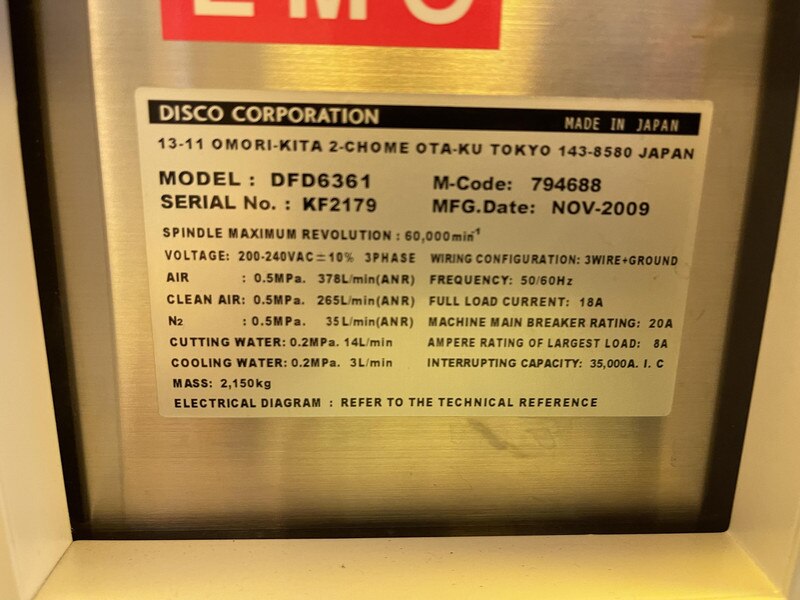 EMO
DISCO CORPORATION MADE IN JAPAN
13-11 OMORI-KITA 2-CHOME OTA-KU TOKYO 143-8580 JAPAN
MODEL : DFD6361 M-Code: 794688
SERIAL No. : KF2179 MFG.Date: NOV-2009
SPINDLE MAXIMUM REVOLUTION : 60,000min⁻¹
VOLTAGE: 200-240VAC±10% 3PHASE WIRING CONFIGURATION: 3WIRE+GROUND
AIR : 0.5MPa. 378L/min(ANR) FREQUENCY: 50/60Hz
CLEAN AIR: 0.5MPa. 265L/min(ANR) FULL LOAD CURRENT: 18A
N₂ : 0.5MPa. 35L/min(ANR) MACHINE MAIN BREAKER RATING: 20A
CUTTING WATER: 0.2MPa. 14L/min AMPERE RATING OF LARGEST LOAD: 8A
COOLING WATER: 0.2MPa. 3L/min INTERRUPTING CAPACITY: 35,000A. I. C
MASS: 2,150kg
ELECTRICAL DIAGRAM : REFER TO THE TECHNICAL REFERENCE